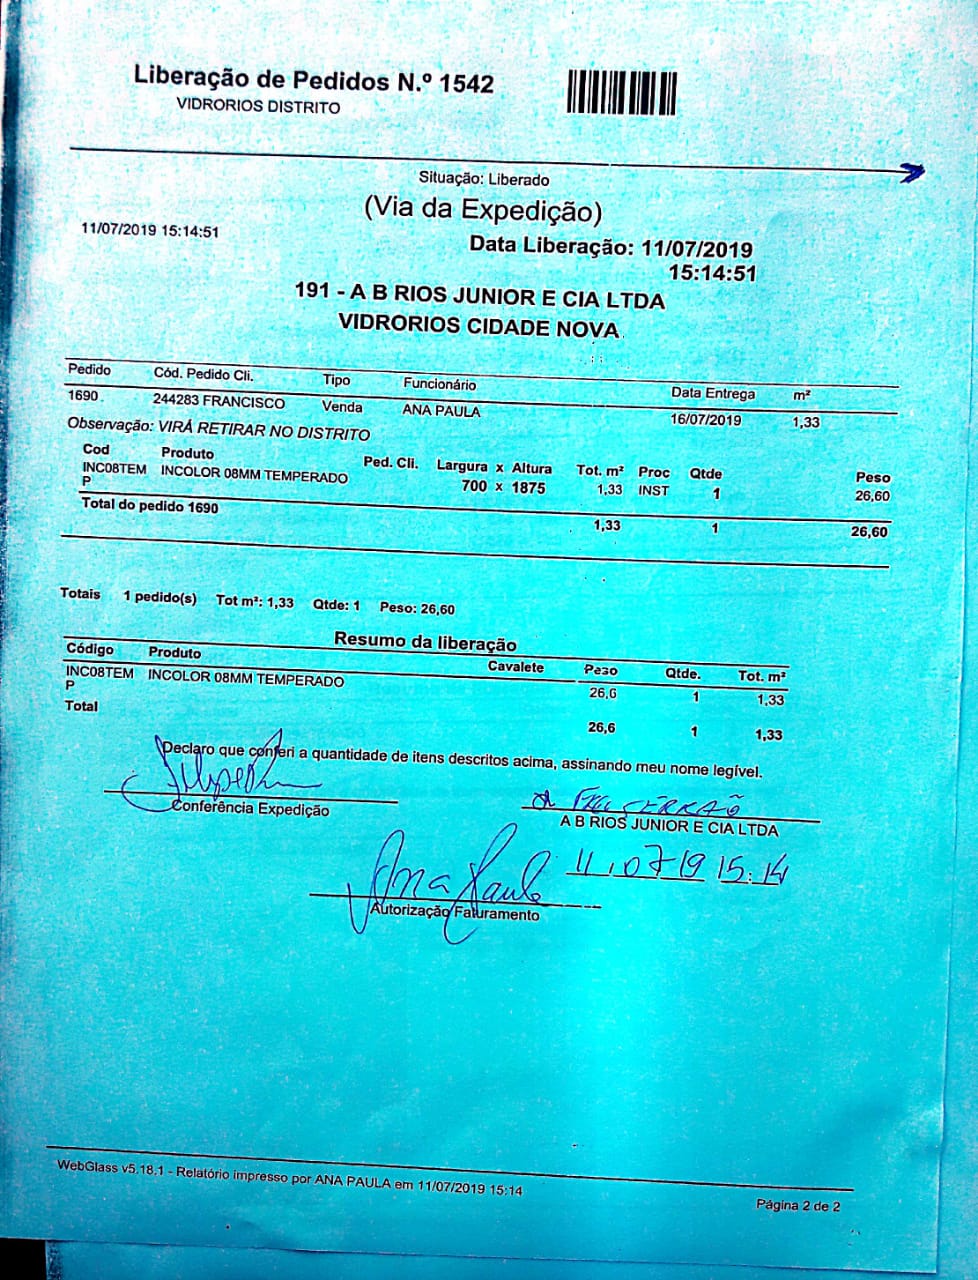 Liberação de Pedidos N.º 1542
VIDRORIOS DISTRITO
Situação: Liberado
(Via da Expedição)
11/07/2019 15:14:51
Data Liberação: 11/07/2019
15:14:51
191 - A B RIOS JUNIOR E CIA LTDA
VIDRORIOS CIDADE NOVA
Pedido Cód. Pedido Cli. Tipo Funcionário Data Entrega m²
1690 244283 FRANCISCO Venda ANA PAULA 16/07/2019 1,33
Observação: VIRÁ RETIRAR NO DISTRITO
Cod Produto Ped. Cli. Largura x Altura Tot. m² Proc Qtde Peso
INC08TEM INCOLOR 08MM TEMPERADO 700 x 1875 1,33 INST 1 26,60
P
Total do pedido 1690 1,33 1 26,60
Totais 1 pedido(s) Tot m²: 1,33 Qtde: 1 Peso: 26,60
Resumo da liberação
Código Produto Cavalete Peso Qtde. Tot. m²
INC08TEM INCOLOR 08MM TEMPERADO 26,6 1 1,33
P
Total 26,6 1 1,33
Declaro que conferi a quantidade de itens descritos acima, assinando meu nome legível.
Conferência Expedição
A B RIOS JUNIOR E CIA LTDA
11.07.19 15:14
Ana Paula
Autorização Faturamento
WebGlass v5.18.1 - Relatório impresso por ANA PAULA em 11/07/2019 15:14
Página 2 de 2